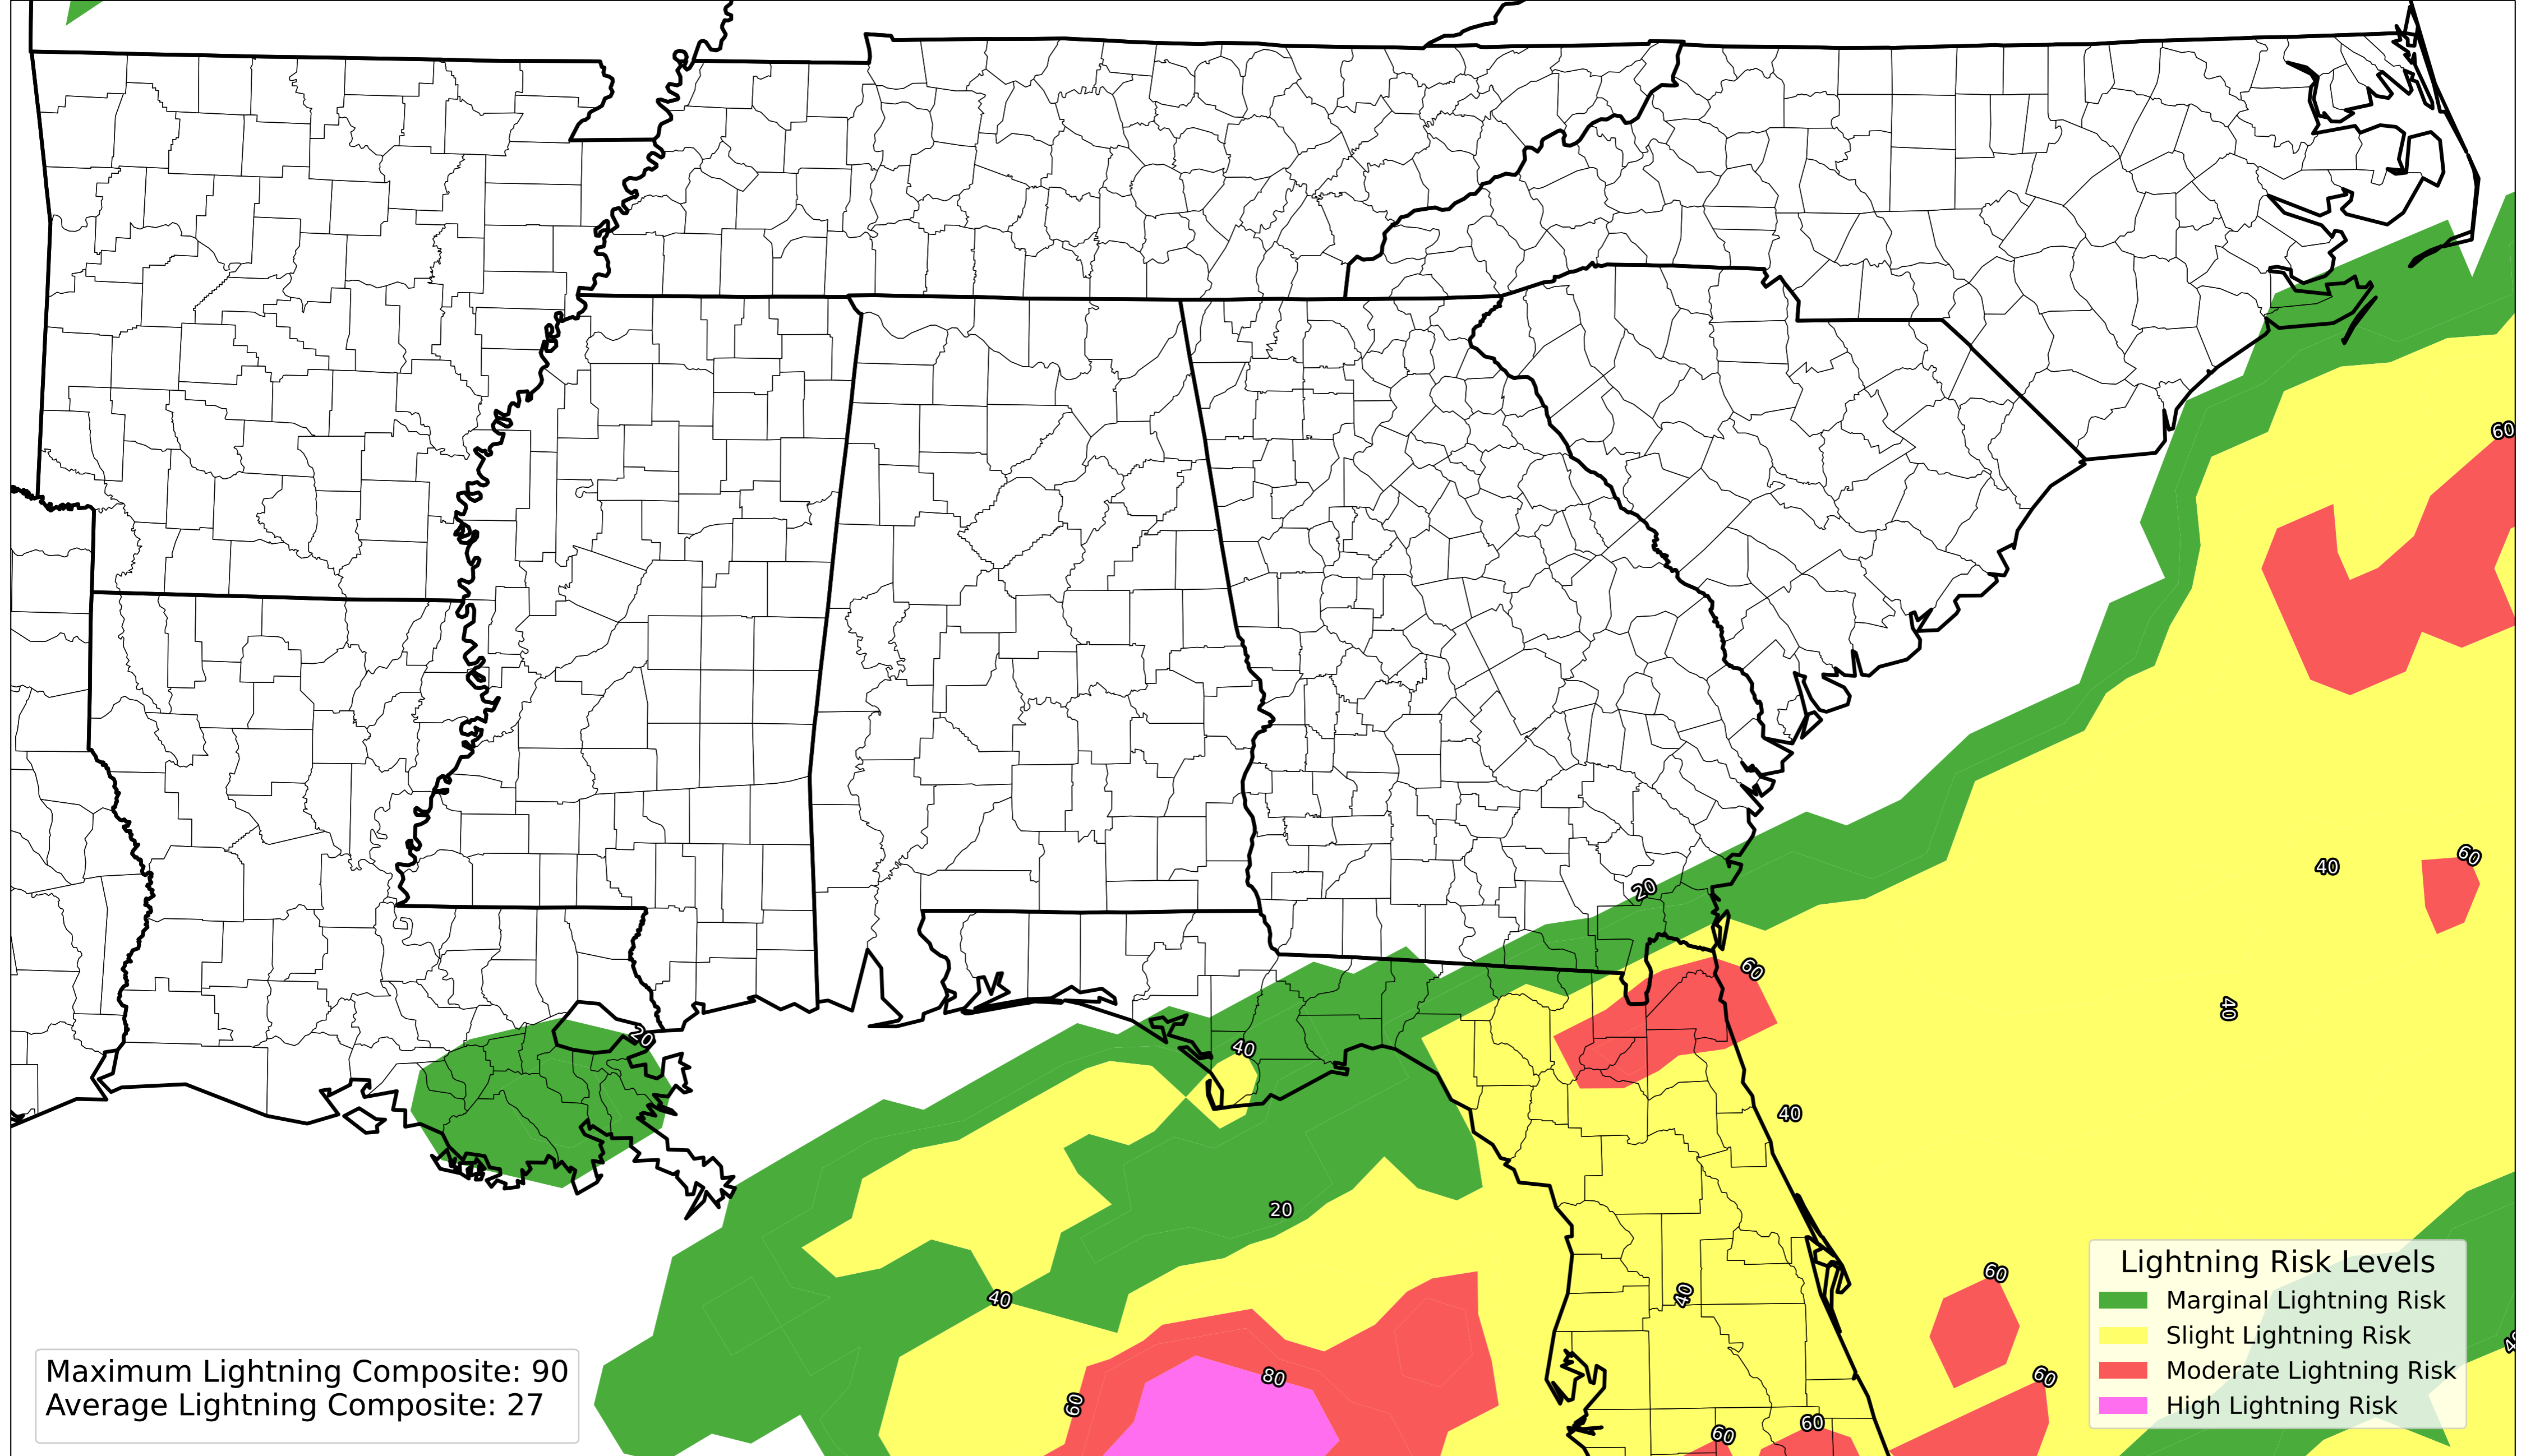 60
60
40
20
60
40
20
40
40
20
60
40
40
80
60
60
60
60
Lightning Risk Levels
Marginal Lightning Risk
Slight Lightning Risk
Moderate Lightning Risk
High Lightning Risk
Maximum Lightning Composite: 90
Average Lightning Composite: 27